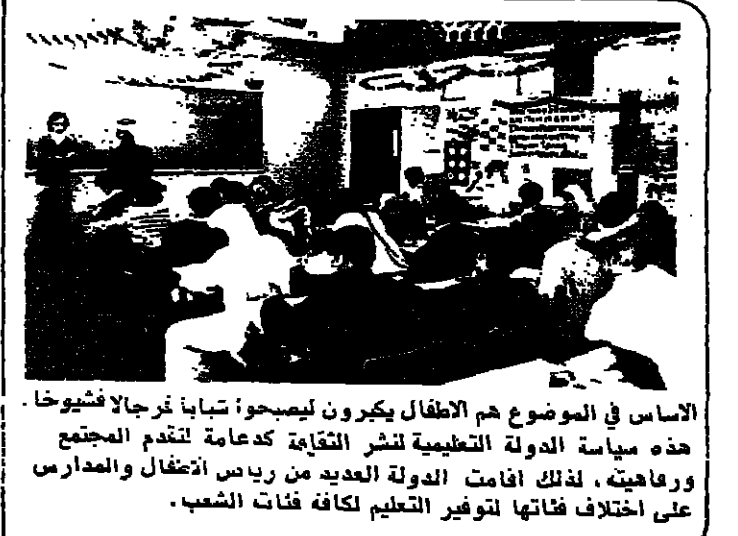 الاساس في الموضوع هم الاطفال يكبرون ليصبحوا شبابا فرجالا فشيوخا .
هذه سياسة الدولة التعليمية لنشر الثقافة كدعامة لتقدم المجتمع
ورفاهيته ، لذلك اقامت الدولة العديد من رياض الاطفال والمدارس
على اختلاف فئاتها لتوفير التعليم لكافة فئات الشعب .